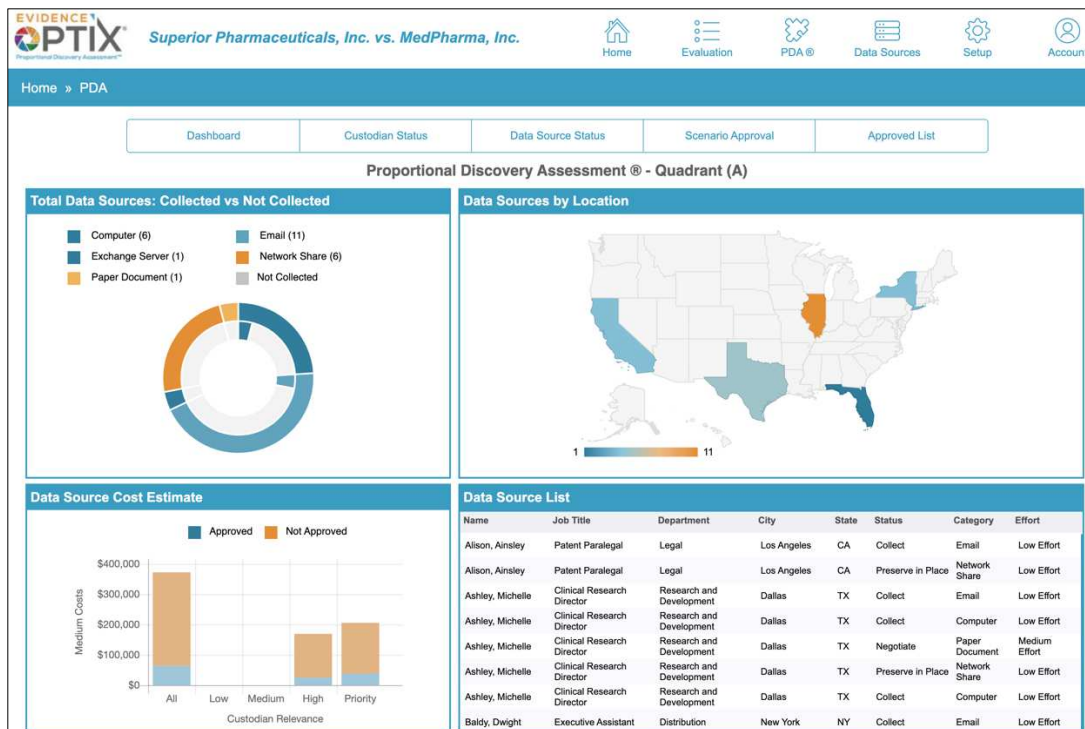 EVIDENCE
OPTIX®
Proportional Discovery Assessment™
Superior Pharmaceuticals, Inc. vs. MedPharma, Inc.
Home
Evaluation
PDA ®
Data Sources
Setup
Accoun
Home » PDA
Dashboard
Custodian Status
Data Source Status
Scenario Approval
Approved List
Proportional Discovery Assessment ® - Quadrant (A)
Total Data Sources: Collected vs Not Collected
Computer (6)
Email (11)
Exchange Server (1)
Network Share (6)
Paper Document (1)
Not Collected
Data Sources by Location
1
11
Data Source Cost Estimate
Approved
Not Approved
Medium Costs
$400,000
$300,000
$200,000
$100,000
$0
All
Low
Medium
High
Priority
Custodian Relevance
Data Source List
Name Job Title Department City State Status Category Effort
Alison, Ainsley Patent Paralegal Legal Los Angeles CA Collect Email Low Effort
Alison, Ainsley Patent Paralegal Legal Los Angeles CA Preserve in Place Network Share Low Effort
Ashley, Michelle Clinical Research Director Research and Development Dallas TX Collect Email Low Effort
Ashley, Michelle Clinical Research Director Research and Development Dallas TX Collect Computer Low Effort
Ashley, Michelle Clinical Research Director Research and Development Dallas TX Negotiate Paper Document Medium Effort
Ashley, Michelle Clinical Research Director Research and Development Dallas TX Preserve in Place Network Share Low Effort
Ashley, Michelle Clinical Research Director Research and Development Dallas TX Collect Computer Low Effort
Baldy, Dwight Executive Assistant Distribution New York NY Collect Email Low Effort